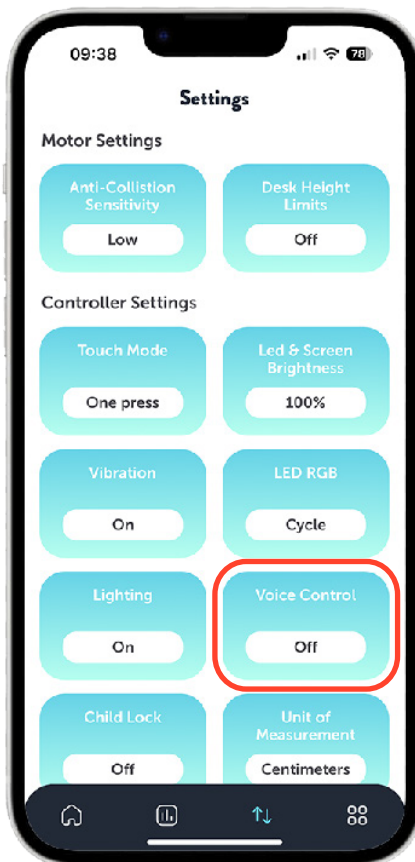 09:38
78
Settings
Motor Settings
Anti-Collistion
Sensitivity
Low
Desk Height
Limits
Off
Controller Settings
Touch Mode
One press
Led & Screen
Brightness
100%
Vibration
On
LED RGB
Cycle
Lighting
On
Voice Control
Off
Child Lock
Off
Unit of
Measurement
Centimeters